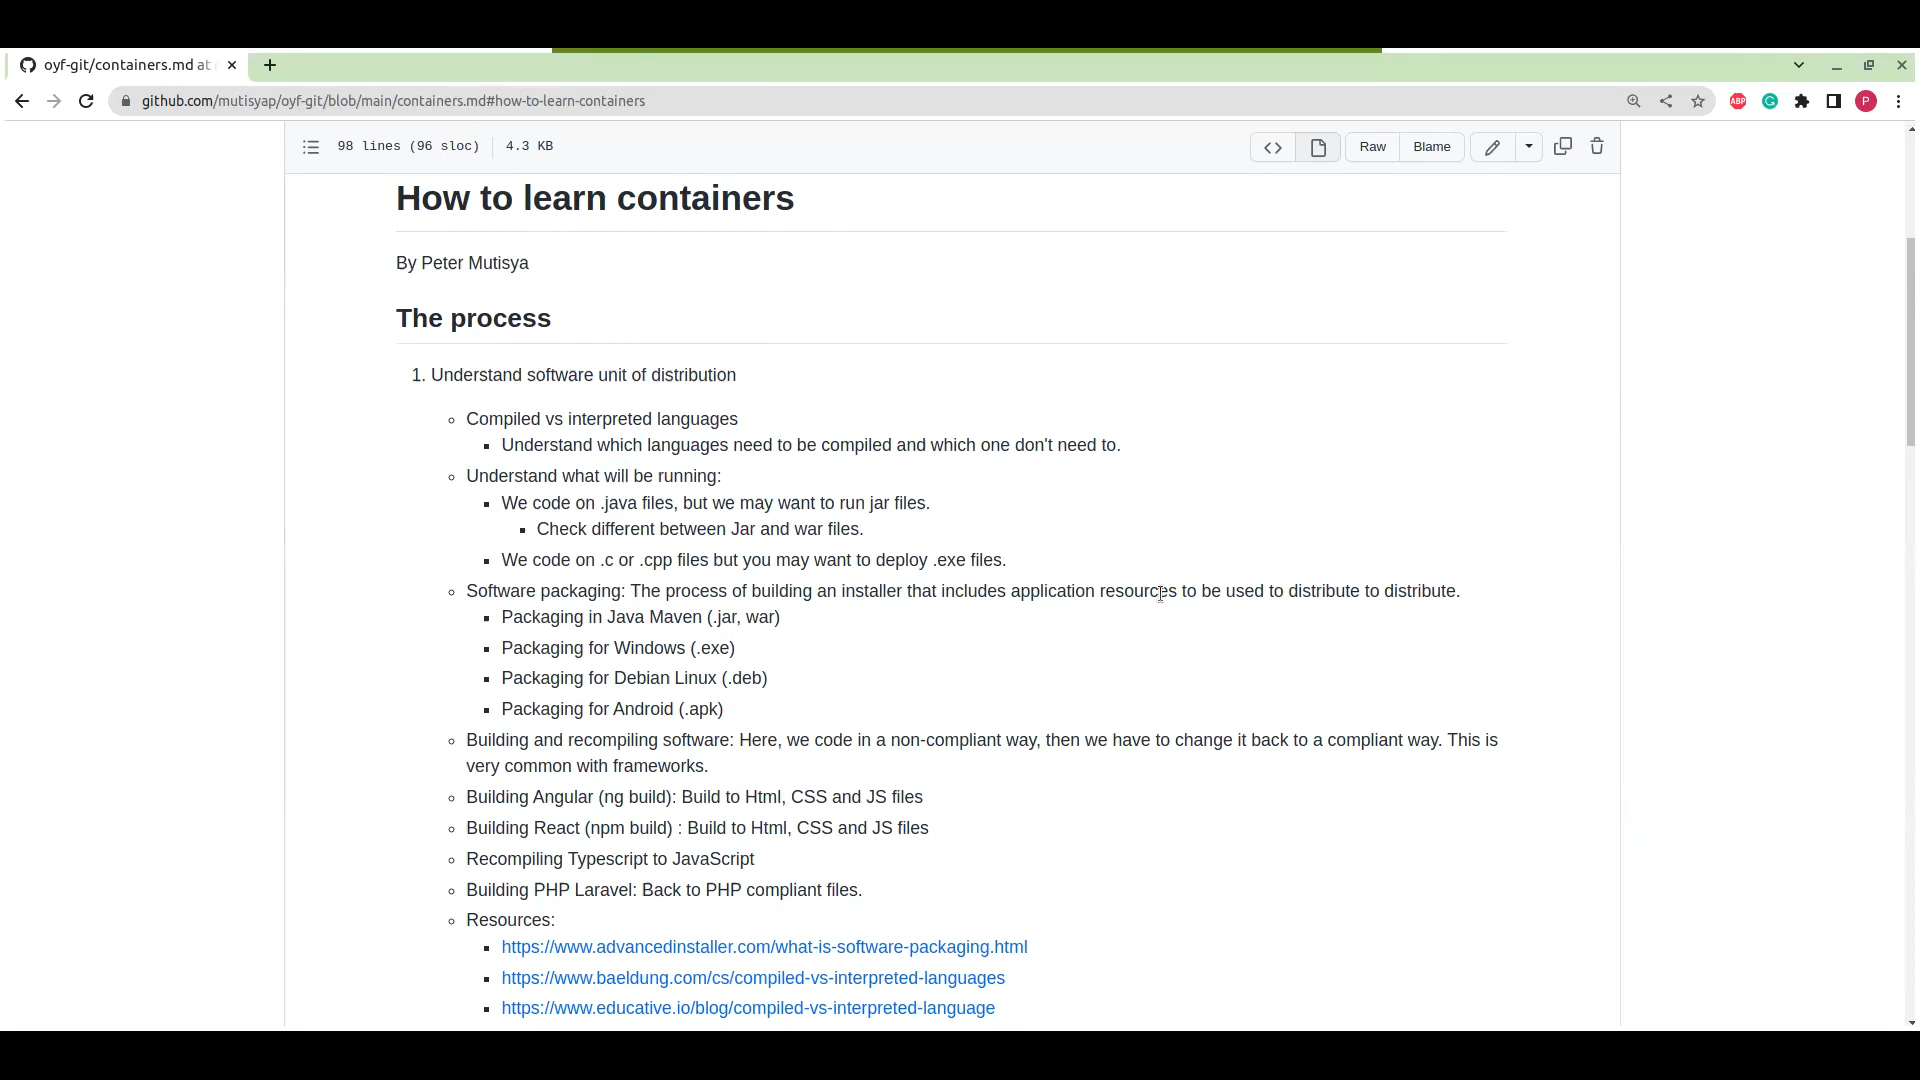 oyf-git/containers.md at
github.com/mutisyap/oyf-git/blob/main/containers.md#how-to-learn-containers
ABP
P
98 lines (96 sloc) 4.3 KB
Raw Blame
How to learn containers
By Peter Mutisya
The process
1. Understand software unit of distribution
Compiled vs interpreted languages
Understand which languages need to be compiled and which one don't need to.
Understand what will be running:
We code on .java files, but we may want to run jar files.
Check different between Jar and war files.
We code on .c or .cpp files but you may want to deploy .exe files.
Software packaging: The process of building an installer that includes application resources to be used to distribute to distribute.
Packaging in Java Maven (.jar, war)
Packaging for Windows (.exe)
Packaging for Debian Linux (.deb)
Packaging for Android (.apk)
Building and recompiling software: Here, we code in a non-compliant way, then we have to change it back to a compliant way. This is
very common with frameworks.
Building Angular (ng build): Build to Html, CSS and JS files
Building React (npm build) : Build to Html, CSS and JS files
Recompiling Typescript to JavaScript
Building PHP Laravel: Back to PHP compliant files.
Resources:
https://www.advancedinstaller.com/what-is-software-packaging.html
https://www.baeldung.com/cs/compiled-vs-interpreted-languages
https://www.educative.io/blog/compiled-vs-interpreted-language